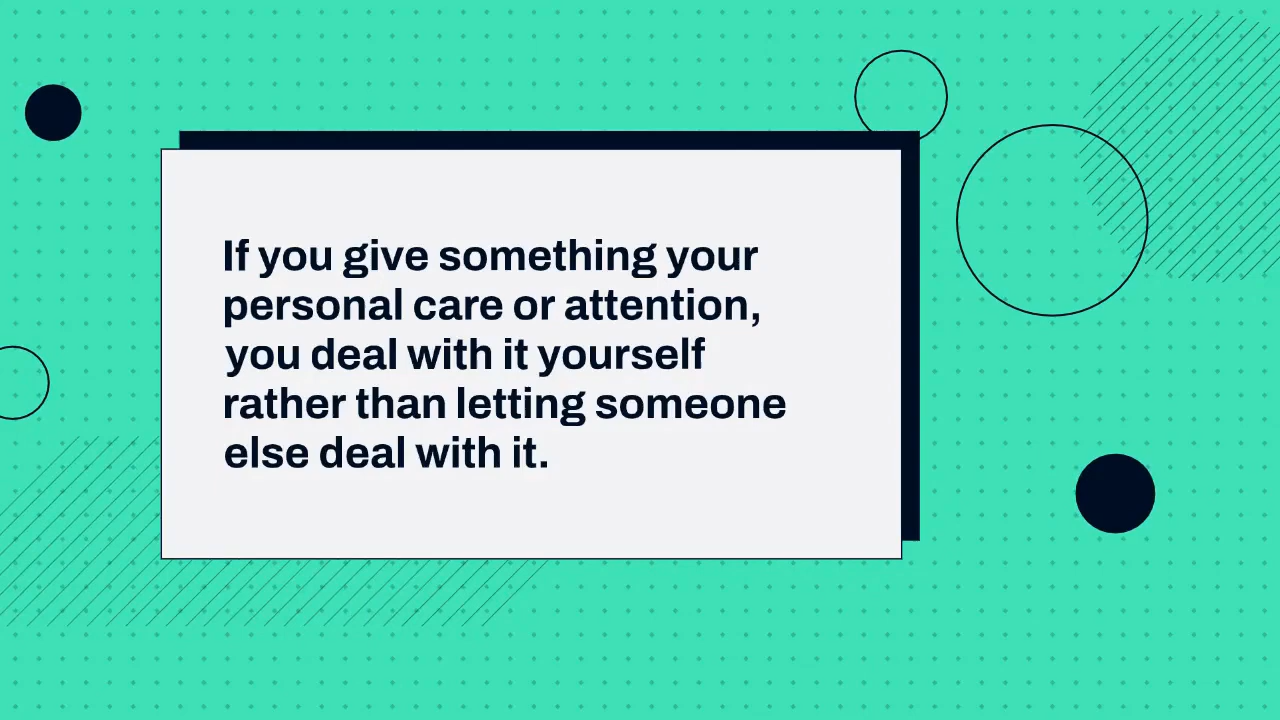 If you give something your
personal care or attention,
you deal with it yourself
rather than letting someone
else deal with it.